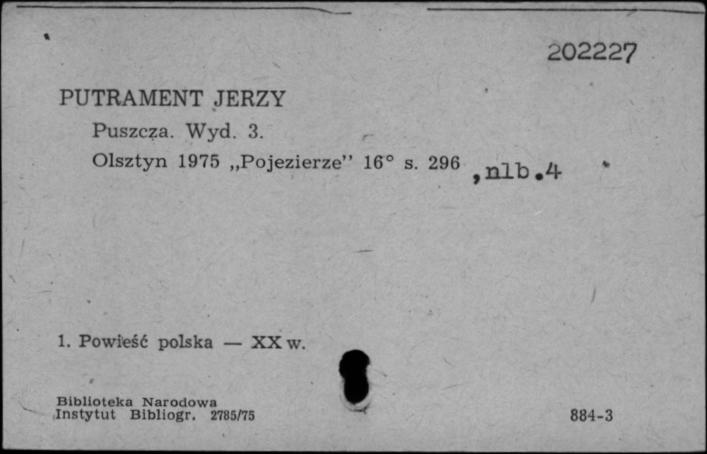 202227
PUTRAMENT JERZY
Puszcza. Wyd. 3.
Olsztyn 1975 „Pojezierze” 16° s. 296 ,nlb.4
1. Powieść polska — XX w.
Biblioteka Narodowa
Instytut Bibliogr. 2785/75
884-3